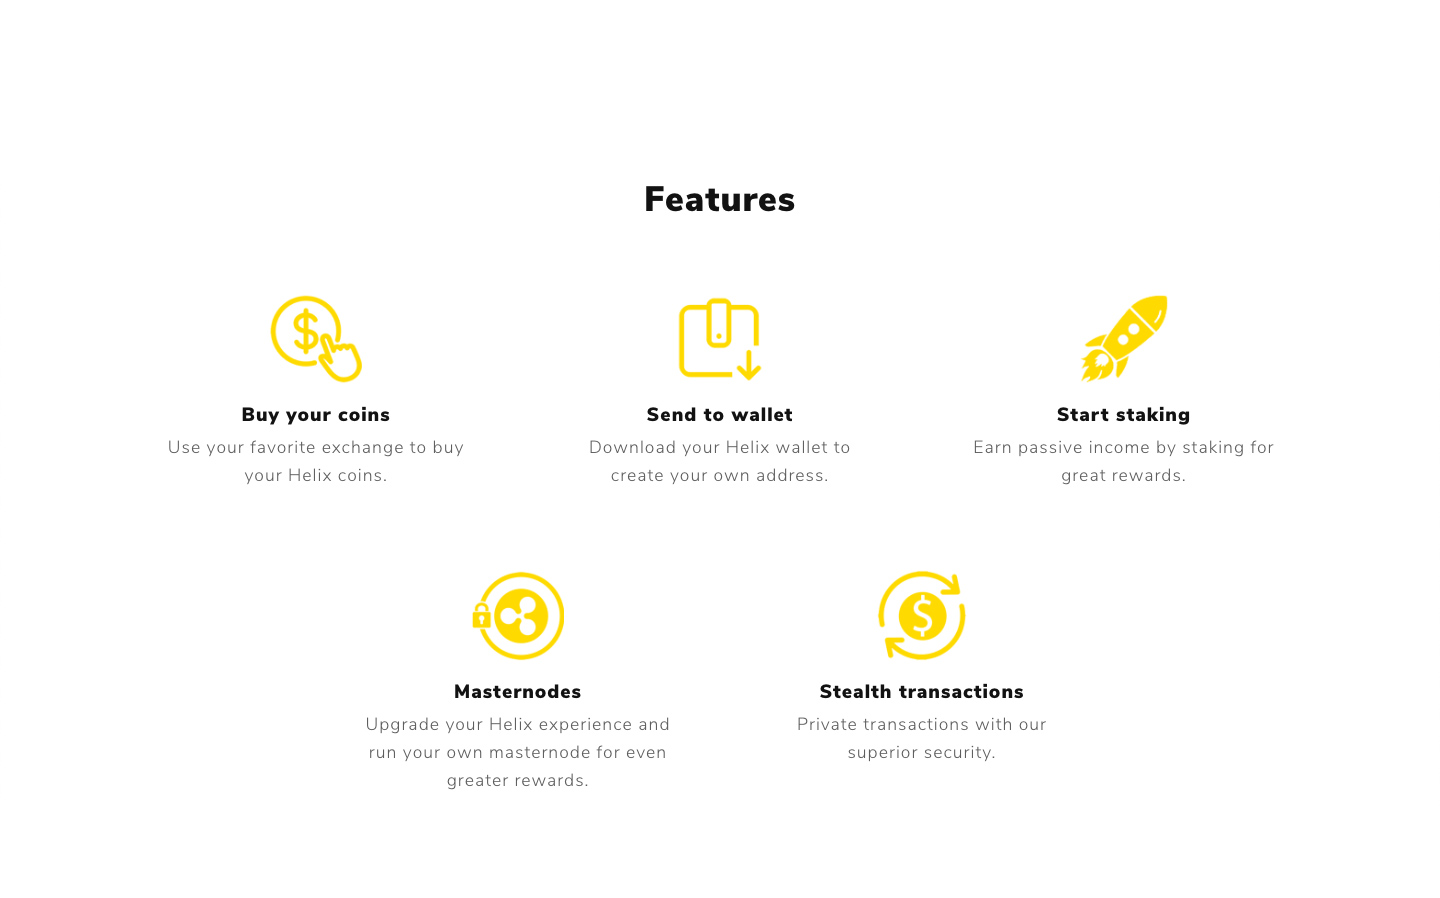 Features
Buy your coins
Use your favorite exchange to buy
your Helix coins.
Send to wallet
Download your Helix wallet to
create your own address.
Start staking
Earn passive income by staking for
great rewards.
Masternodes
Upgrade your Helix experience and
run your own masternode for even
greater rewards.
Stealth transactions
Private transactions with our
superior security.